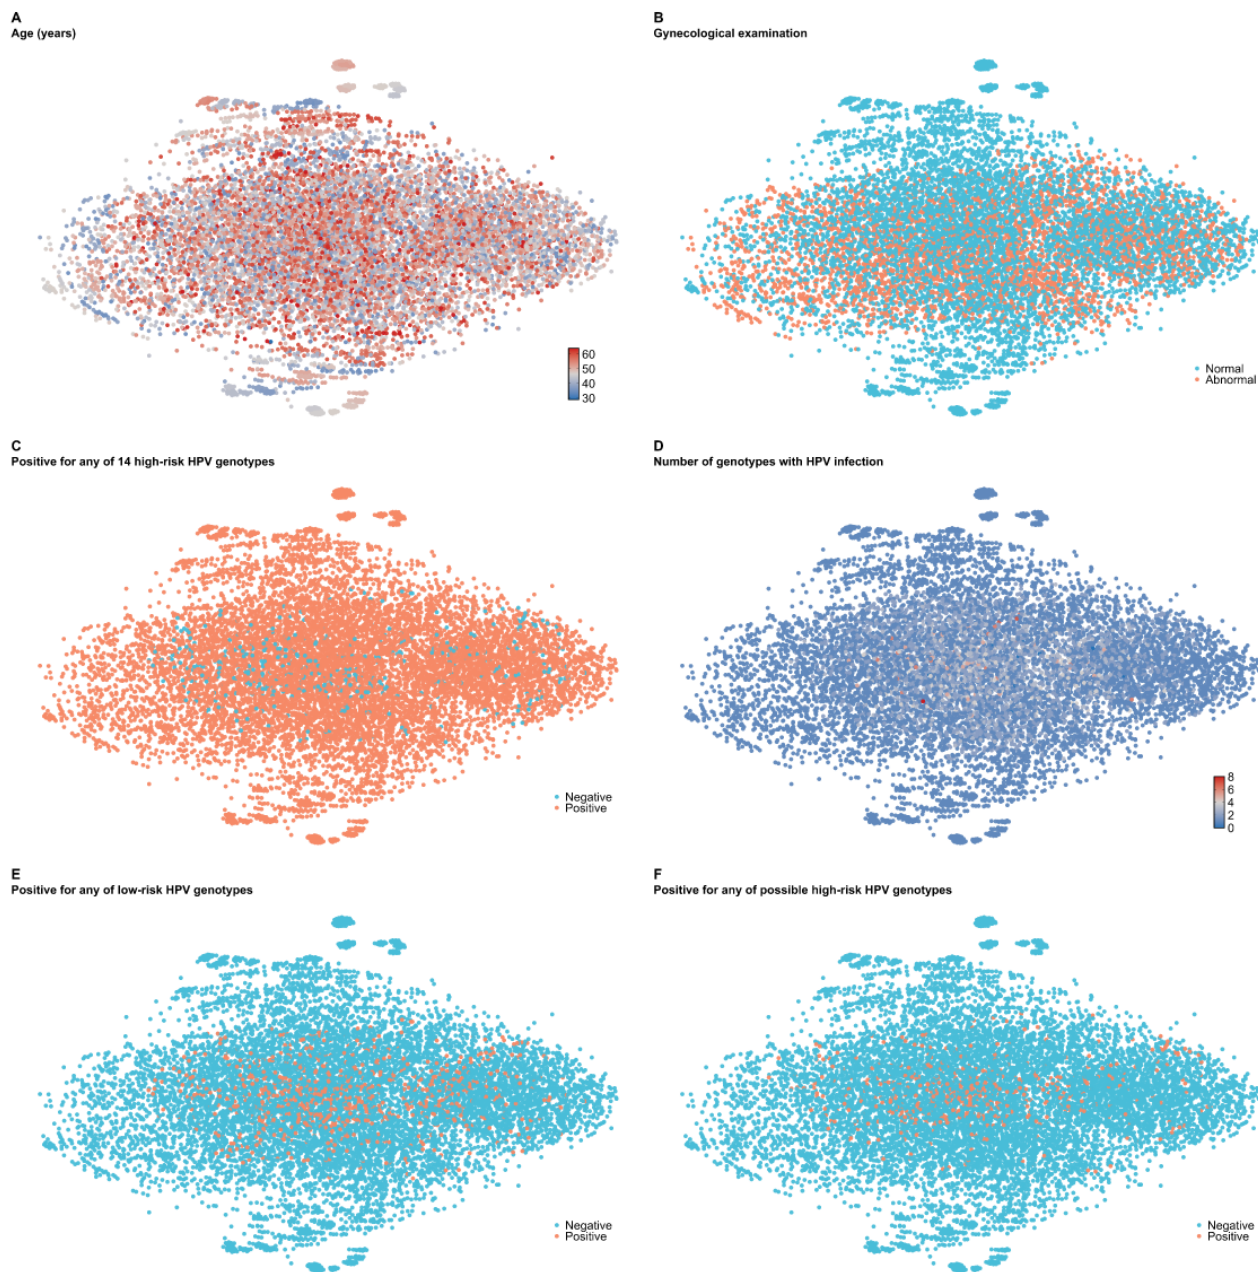 A
Age (years)
60
50
40
30
B
Gynecological examination
Normal
Abnormal
C
Positive for any of 14 high-risk HPV genotypes
Negative
Positive
D
Number of genotypes with HPV infection
8
6
4
2
0
E
Positive for any of low-risk HPV genotypes
Negative
Positive
F
Positive for any of possible high-risk HPV genotypes
Negative
Positive